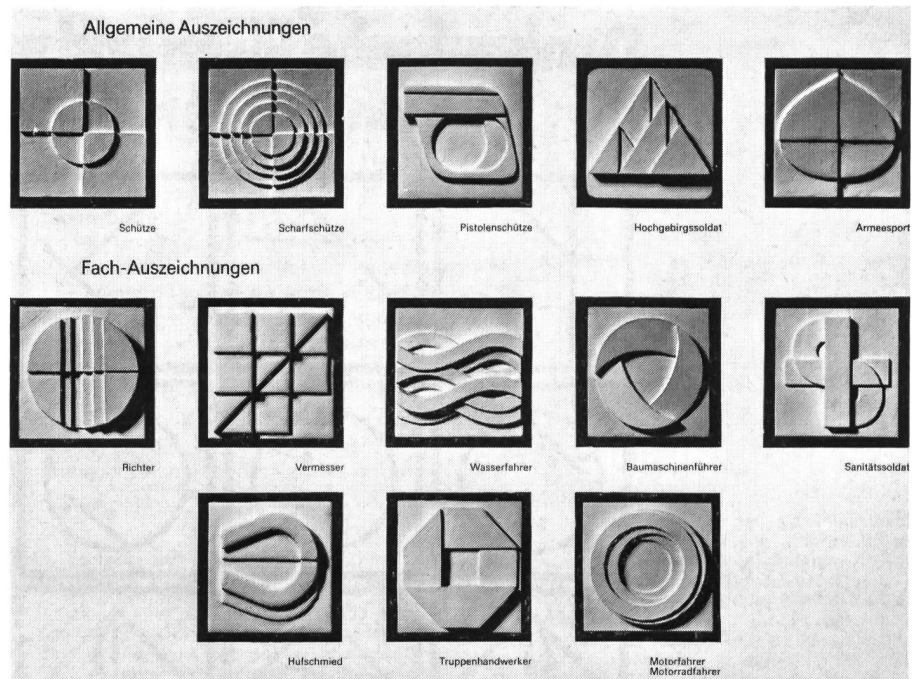 Allgemeine Auszeichnungen
Schütze
Scharfschütze
Pistolenschütze
Hochgebirgssoldat
Armeesport
Fach-Auszeichnungen
Richter
Vermesser
Wasserfahrer
Baumaschinenführer
Sanitätssoldat
Hufschmied
Truppenhandwerker
Motorfahrer
Motorradfahrer